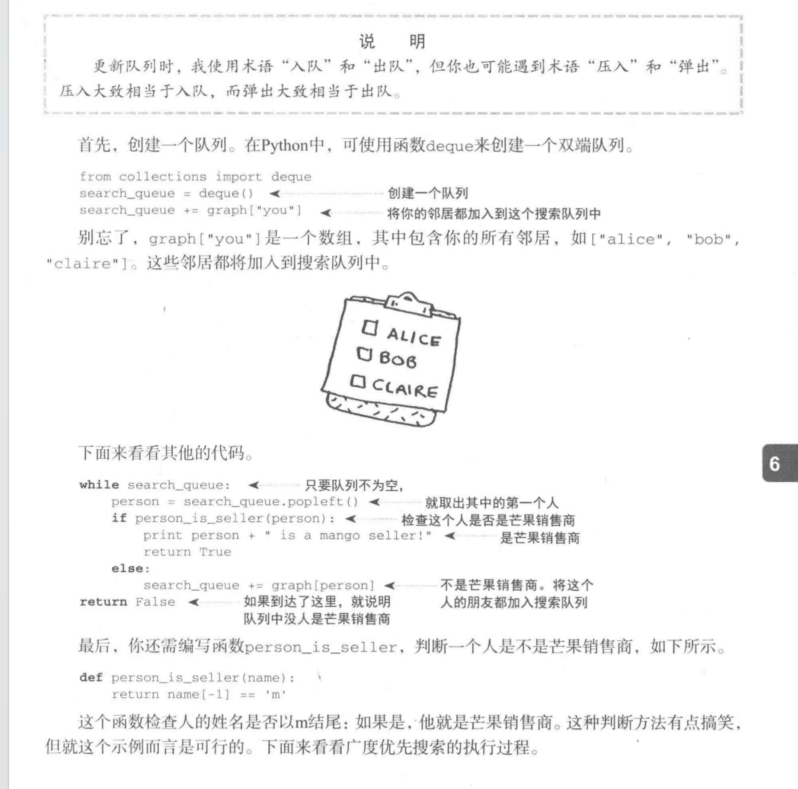 说 明
更新队列时，我使用术语“入队”和“出队”，但你也可能遇到术语“压入”和“弹出”。
压入大致相当于入队，而弹出大致相当于出队。
首先，创建一个队列。在Python中，可使用函数deque来创建一个双端队列。
from collections import deque
search_queue = deque() 创建一个队列
search_queue += graph["you"] 将你的邻居都加入到这个搜索队列中
别忘了，graph["you"]是一个数组，其中包含你的所有邻居，如["alice", "bob",
"claire"]。这些邻居都将加入到搜索队列中。
ALICE
BOB
CLAIRE
下面来看看其他的代码。
6
while search_queue: 只要队列不为空，
person = search_queue.popleft() 就取出其中的第一个人
if person_is_seller(person): 检查这个人是否是芒果销售商
print person + " is a mango seller!" 是芒果销售商
return True
else:
search_queue += graph[person] 不是芒果销售商。将这个
return False 如果到达了这里，就说明 人的朋友都加入搜索队列
队列中没人是芒果销售商
最后，你还需编写函数person_is_seller，判断一个人是不是芒果销售商，如下所示。
def person_is_seller(name):
return name[-1] == 'm'
这个函数检查人的姓名是否以m结尾：如果是，他就是芒果销售商。这种判断方法有点搞笑，
但就这个示例而言是可行的。下面来看看广度优先搜索的执行过程。